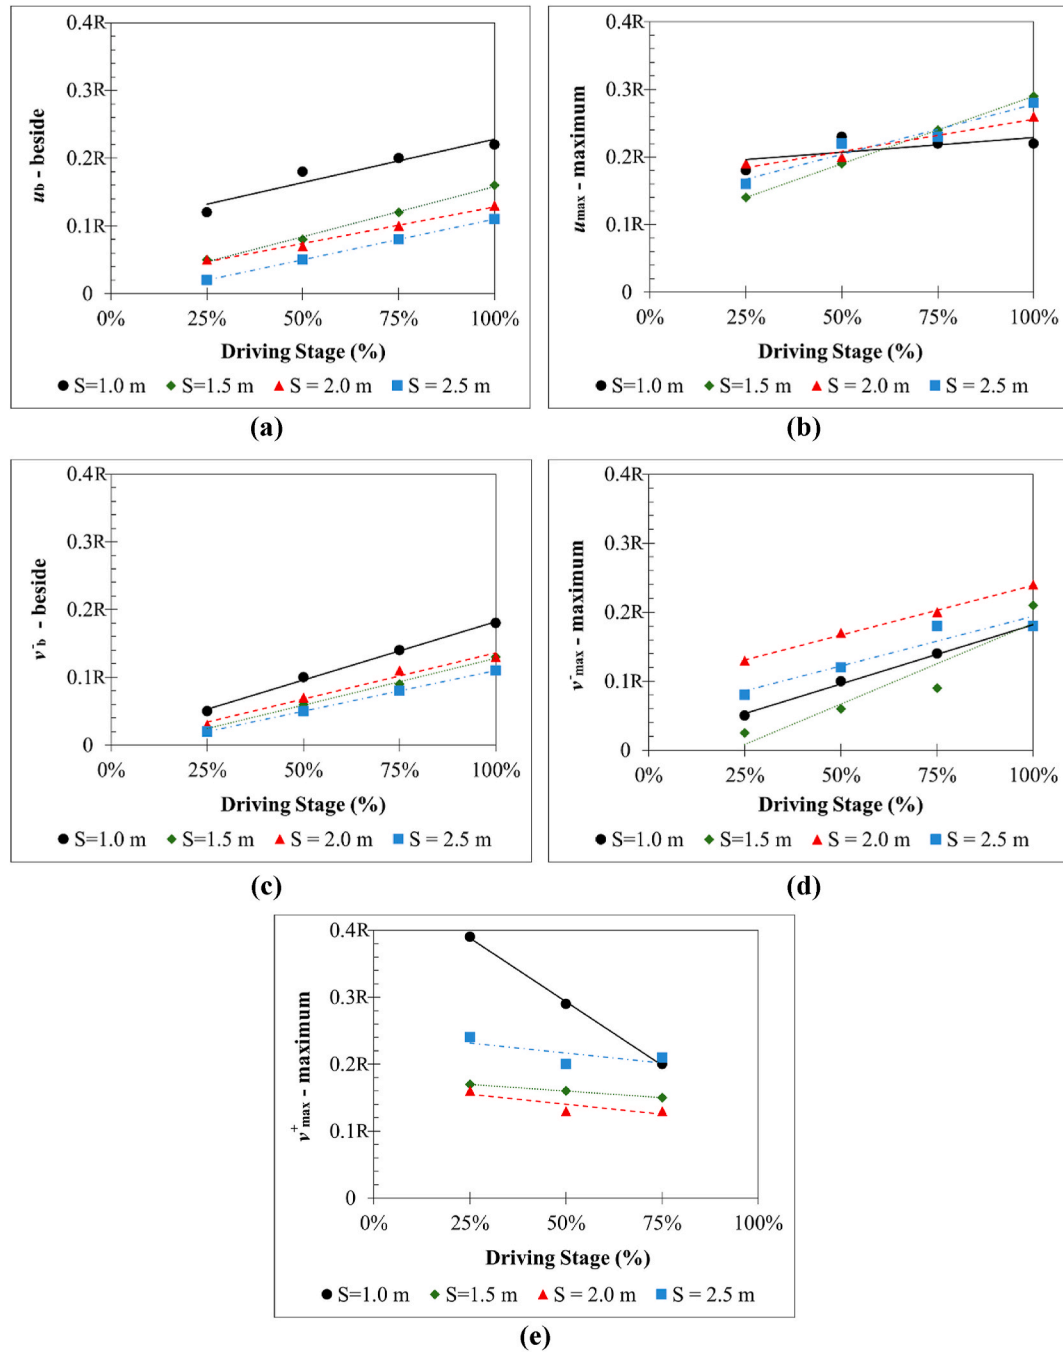 0.4R
0.3R
0.2R
0.1R
0
u_b - beside
0% 25% 50% 75% 100%
Driving Stage (%)
S=1.0 m S=1.5 m S = 2.0 m S = 2.5 m
(a)
0.4R
0.3R
0.2R
0.1R
0
u_max - maximum
0% 25% 50% 75% 100%
Driving Stage (%)
S=1.0 m S=1.5 m S = 2.0 m S = 2.5 m
(b)
0.4R
0.3R
0.2R
0.1R
0
v⁻_b - beside
0% 25% 50% 75% 100%
Driving Stage (%)
S=1.0 m S=1.5 m S = 2.0 m S = 2.5 m
(c)
0.4R
0.3R
0.2R
0.1R
0
v⁻_max - maximum
0% 25% 50% 75% 100%
Driving Stage (%)
S=1.0 m S=1.5 m S = 2.0 m S = 2.5 m
(d)
0.4R
0.3R
0.2R
0.1R
0
v⁺_max - maximum
0% 25% 50% 75% 100%
Driving Stage (%)
S=1.0 m S=1.5 m S = 2.0 m S = 2.5 m
(e)